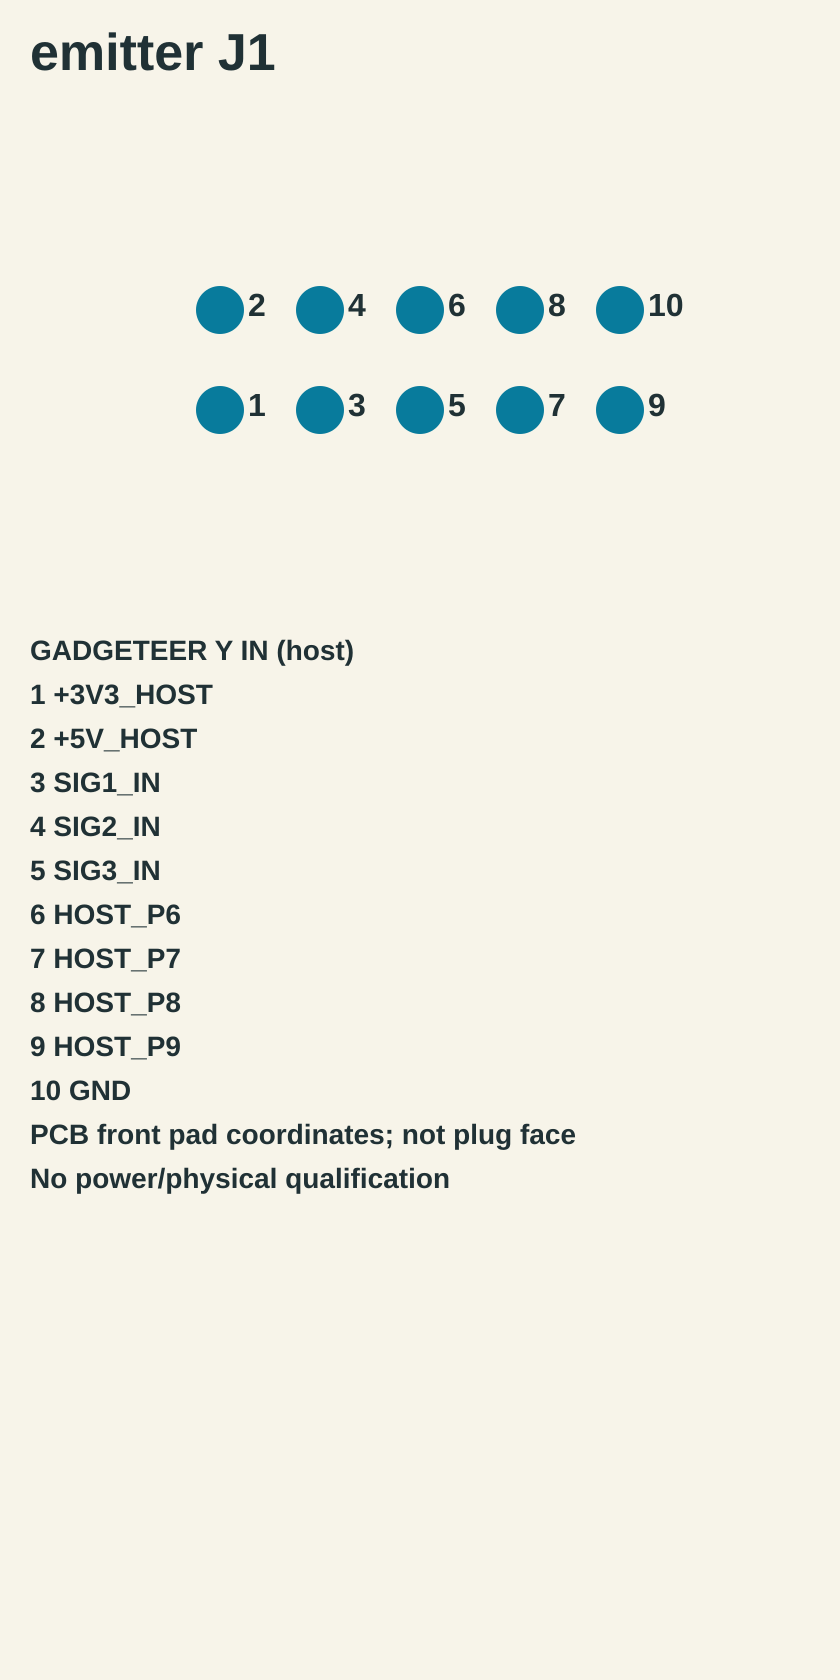 emitter J1
2 4 6 8 10
1 3 5 7 9
GADGETEER Y IN (host)
1 +3V3_HOST
2 +5V_HOST
3 SIG1_IN
4 SIG2_IN
5 SIG3_IN
6 HOST_P6
7 HOST_P7
8 HOST_P8
9 HOST_P9
10 GND
PCB front pad coordinates; not plug face
No power/physical qualification